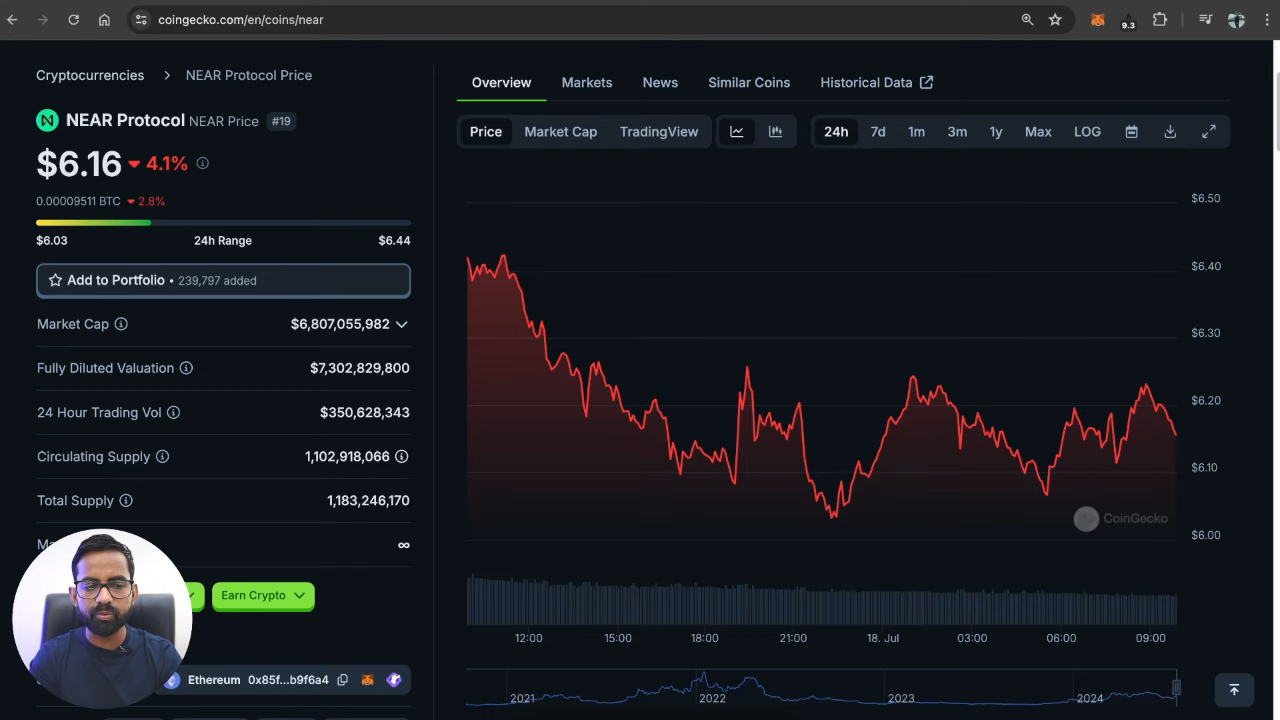 coingecko.com/en/coins/near
9.3
Cryptocurrencies > NEAR Protocol Price
NEAR Protocol NEAR Price #19
$6.16 4.1%
0.00009511 BTC 2.8%
$6.03 24h Range $6.44
Add to Portfolio • 239,797 added
Market Cap $6,807,055,982
Fully Diluted Valuation $7,302,829,800
24 Hour Trading Vol $350,628,343
Circulating Supply 1,102,918,066
Total Supply 1,183,246,170
∞
Earn Crypto
Ethereum 0x85f...b9f6a4
Overview Markets News Similar Coins Historical Data
Price Market Cap TradingView 24h 7d 1m 3m 1y Max LOG
$6.50
$6.40
$6.30
$6.20
$6.10
CoinGecko
$6.00
12:00 15:00 18:00 21:00 18. Jul 03:00 06:00 09:00
2021 2022 2023 2024